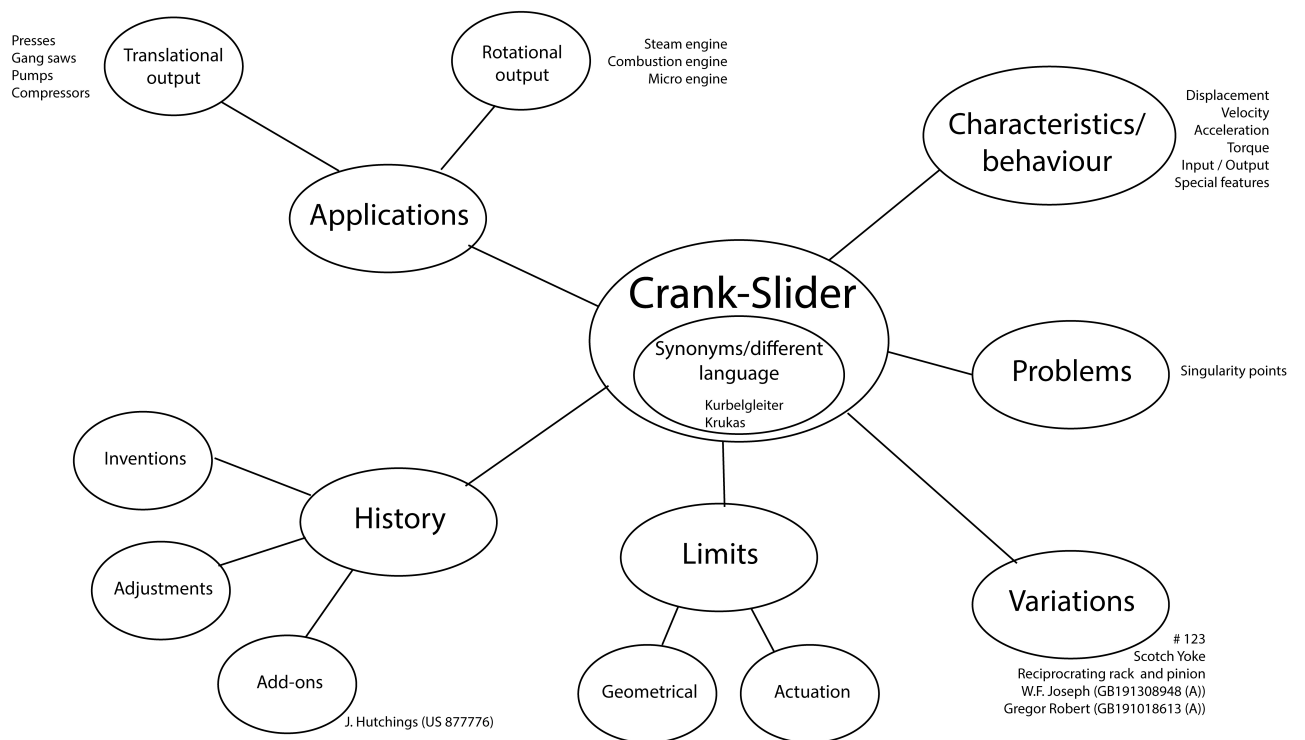 Presses
Gang saws
Pumps
Compressors
Translational
output
Rotational
output
Steam engine
Combustion engine
Micro engine
Applications
Characteristics/
behaviour
Displacement
Velocity
Acceleration
Torque
Input / Output
Special features
Crank-Slider
Synonyms/different
language
Kurbelgleiter
Krukas
Problems
Singularity points
Inventions
History
Adjustments
Add-ons
J. Hutchings (US 877776)
Limits
Geometrical
Actuation
Variations
# 123
Scotch Yoke
Reciprocrating rack and pinion
W.F. Joseph (GB191308948 (A))
Gregor Robert (GB191018613 (A))